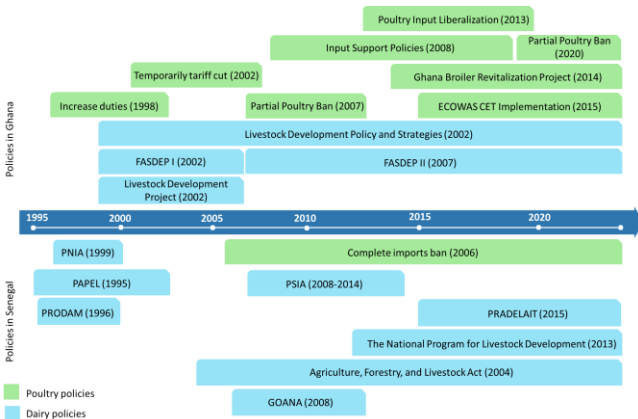 Poultry Input Liberalization (2013)
Input Support Policies (2008)
Partial Poultry Ban
(2020)
Temporarily tariff cut (2002)
Ghana Broiler Revitalization Project (2014)
Increase duties (1998)
Partial Poultry Ban (2007)
ECOWAS CET Implementation (2015)
Livestock Development Policy and Strategies (2002)
FASDEP I (2002)
FASDEP II (2007)
Livestock Development
Project (2002)
Policies in Ghana
1995
2000
2005
2010
2015
2020
PNIA (1999)
Complete imports ban (2006)
PAPEL (1995)
PSIA (2008-2014)
PRODAM (1996)
PRADELAIT (2015)
The National Program for Livestock Development (2013)
Agriculture, Forestry, and Livestock Act (2004)
GOANA (2008)
Policies in Senegal
Poultry policies
Dairy policies